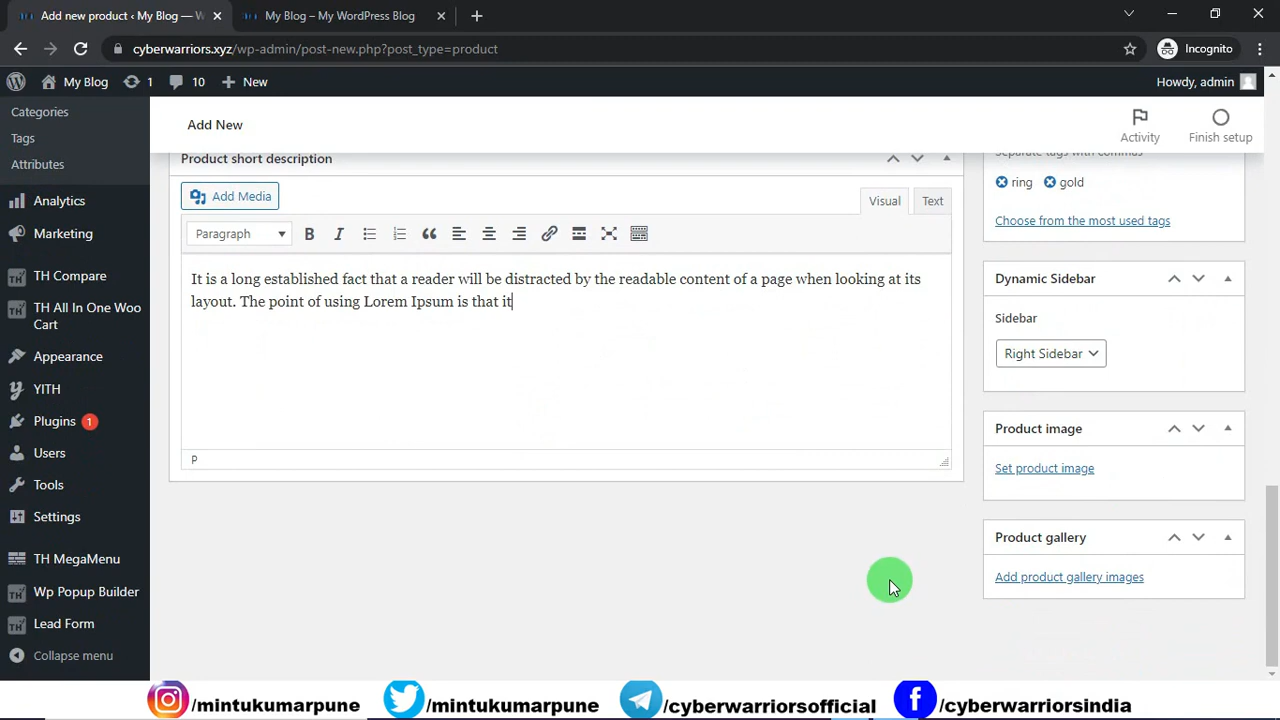 Add new product ‹ My Blog — W
My Blog – My WordPress Blog
cyberwarriors.xyz/wp-admin/post-new.php?post_type=product
Incognito
My Blog 1 10 New
Howdy, admin
Categories
Tags
Attributes
Analytics
Marketing
TH Compare
TH All In One Woo
Cart
Appearance
YITH
Plugins 1
Users
Tools
Settings
TH MegaMenu
Wp Popup Builder
Lead Form
Collapse menu
Add New
Activity
Finish setup
Product short description
Add Media
Visual Text
Paragraph
It is a long established fact that a reader will be distracted by the readable content of a page when looking at its
layout. The point of using Lorem Ipsum is that it
P
Separate tags with commas
ring gold
Choose from the most used tags
Dynamic Sidebar
Sidebar
Right Sidebar
Product image
Set product image
Product gallery
Add product gallery images
/mintukumarpune /mintukumarpune /cyberwarriorsofficial /cyberwarriorsindia